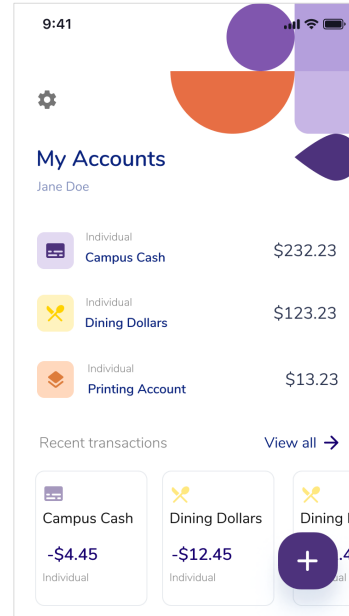 9:41
My Accounts
Jane Doe
Individual
Campus Cash
$232.23
Individual
Dining Dollars
$123.23
Individual
Printing Account
$13.23
Recent transactions
View all
Campus Cash
-$4.45
Individual
Dining Dollars
-$12.45
Individual
Dining